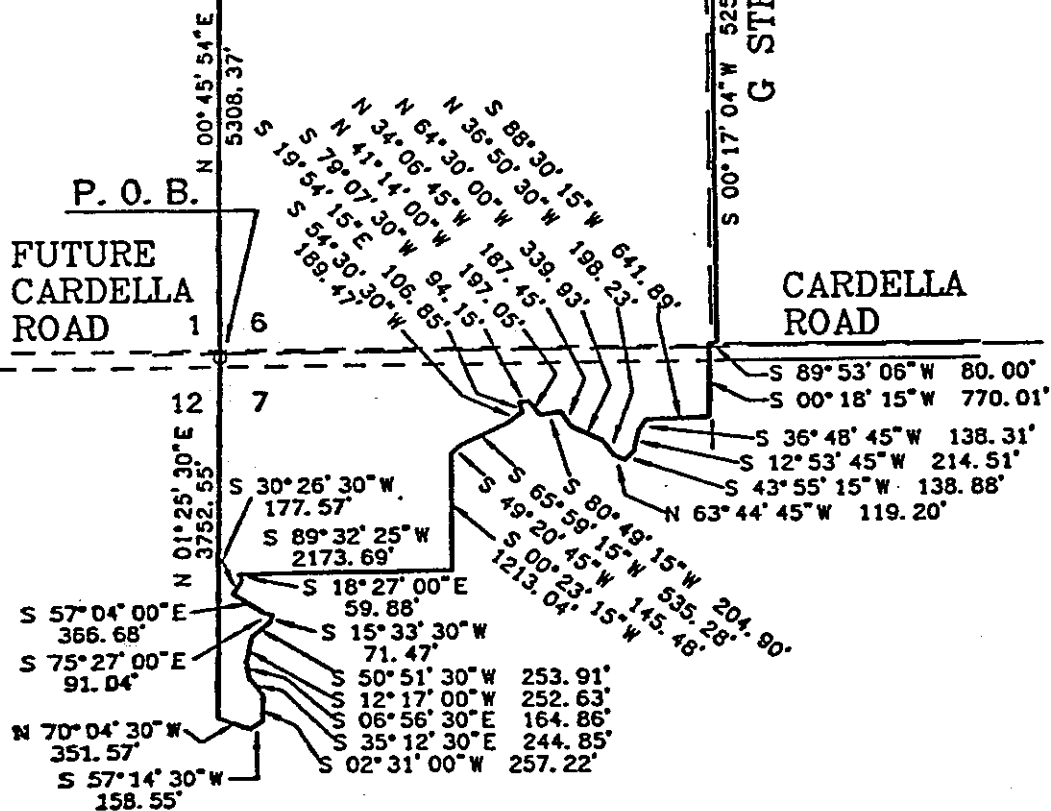 N 00°45'54"E
5308.37'
S 00°17'04"W 525
G STR
P. O. B.
FUTURE
CARDELLA
ROAD
1 6
12 7
CARDELLA
ROAD
S 88°30'15"W 641.89'
N 36°50'30"W 198.23'
N 64°30'00"W 339.93'
N 34°06'45"W 187.45'
N 41°14'00"W 197.05'
S 79°07'30"W 94.15'
S 19°54'15"E 106.85'
S 54°30'30"W
189.47'
S 89°53'06"W 80.00'
S 00°18'15"W 770.01'
S 36°48'45"W 138.31'
S 12°53'45"W 214.51'
S 43°55'15"W 138.88'
N 63°44'45"W 119.20'
S 80°49'15"W 204.90'
S 65°59'15"W 535.28'
S 49°20'45"W 145.48'
S 00°23'15"W
1213.04'
N 01°25'30"E
3752.55'
S 30°26'30"W
177.57'
S 89°32'25"W
2173.69'
S 18°27'00"E
59.88'
S 57°04'00"E
366.68'
S 15°33'30"W
71.47'
S 75°27'00"E
91.04'
S 50°51'30"W 253.91'
S 12°17'00"W 252.63'
S 06°56'30"E 164.86'
S 35°12'30"E 244.85'
S 02°31'00"W 257.22'
N 70°04'30"W
351.57'
S 57°14'30"W
158.55'